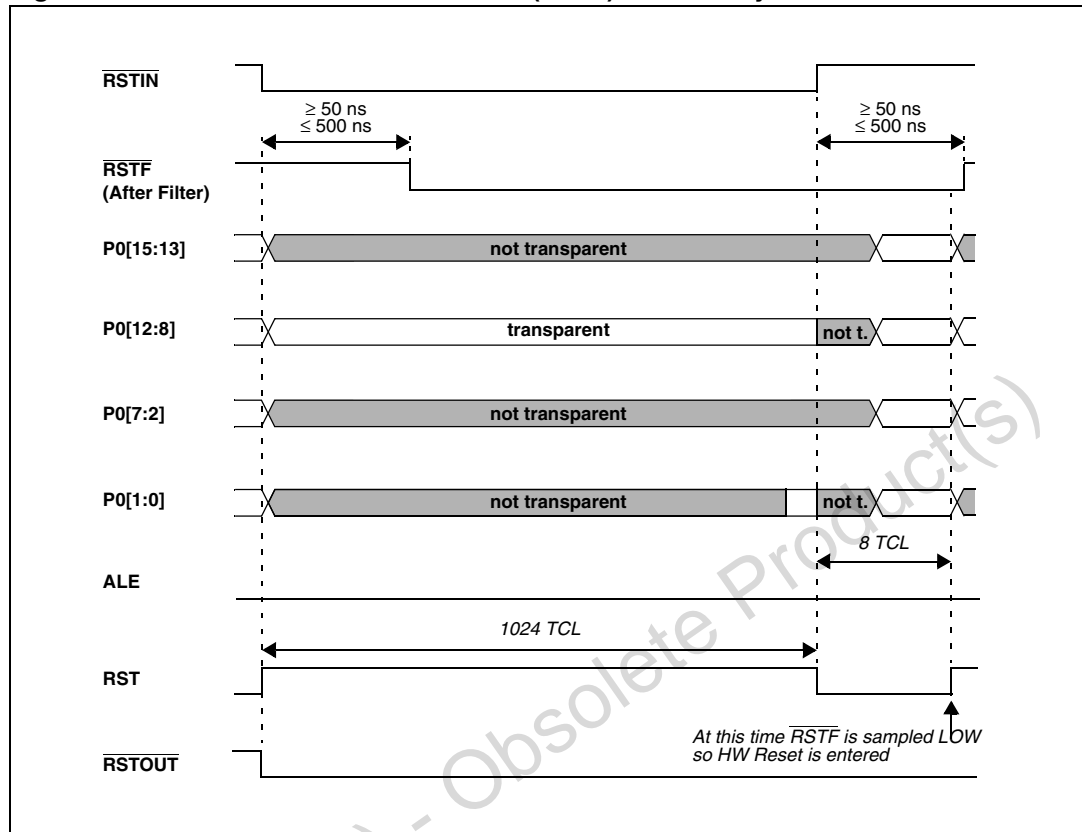 RSTIN
≥ 50 ns
≤ 500 ns
≥ 50 ns
≤ 500 ns
RSTF
(After Filter)
P0[15:13]
not transparent
P0[12:8]
transparent
not t.
P0[7:2]
not transparent
P0[1:0]
not transparent
not t.
8 TCL
ALE
1024 TCL
RST
At this time RSTF is sampled LOW
so HW Reset is entered
RSTOUT
) - Obsolete Product(s)